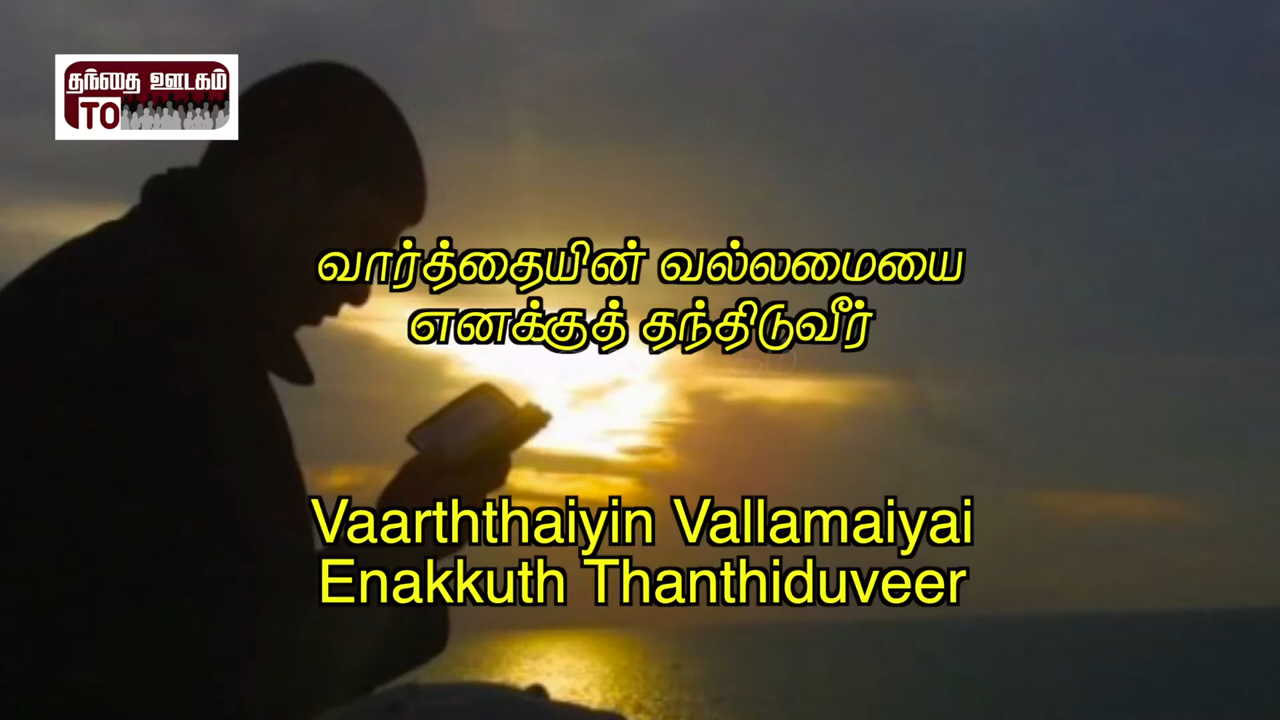 தந்தை ஊடகம்
TO
வார்த்தையின் வல்லமையை
எனக்குத் தந்திடுவீர்
Vaarththaiyin Vallamaiyai
Enakkuth Thanthiduveer